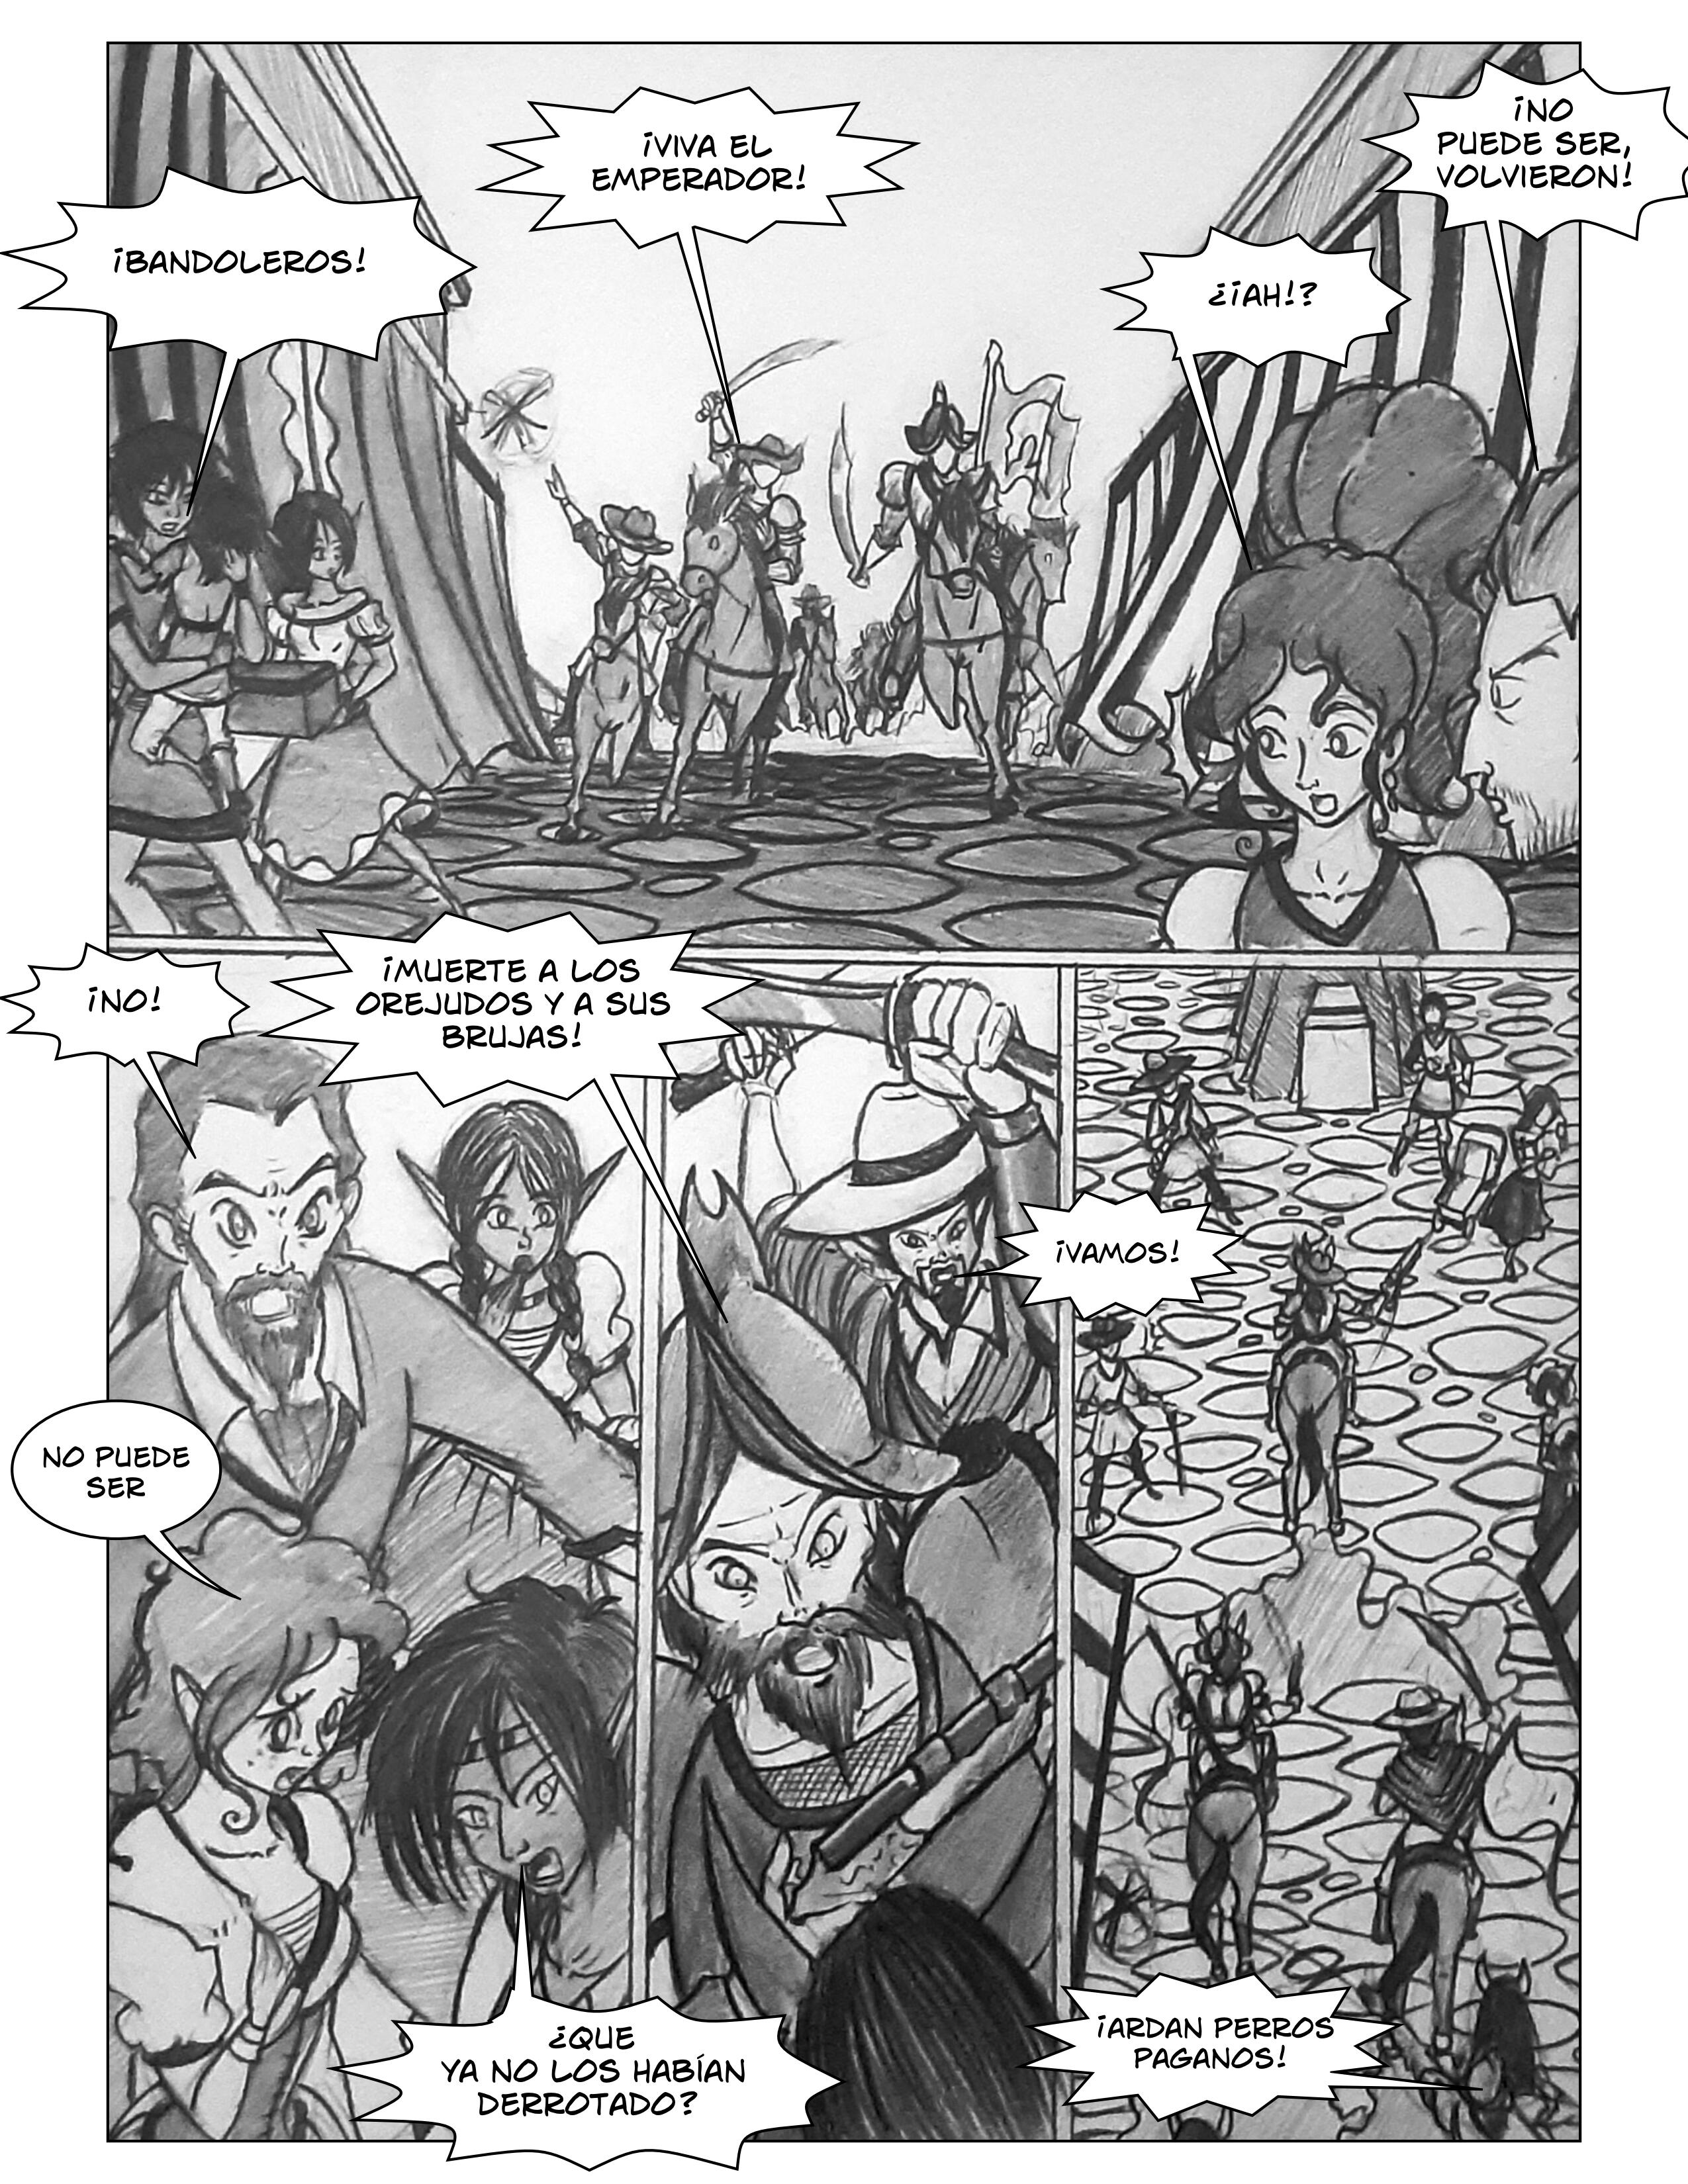 ¡NO
PUEDE SER,
VOLVIERON!
¡VIVA EL
EMPERADOR!
¡BANDOLEROS!
¿¡AH!?
¡NO!
¡MUERTE A LOS
OREJUDOS Y A SUS
BRUJAS!
¡VAMOS!
NO PUEDE
SER
¿QUE
YA NO LOS HABÍAN
DERROTADO?
¡ARDAN PERROS
PAGANOS!